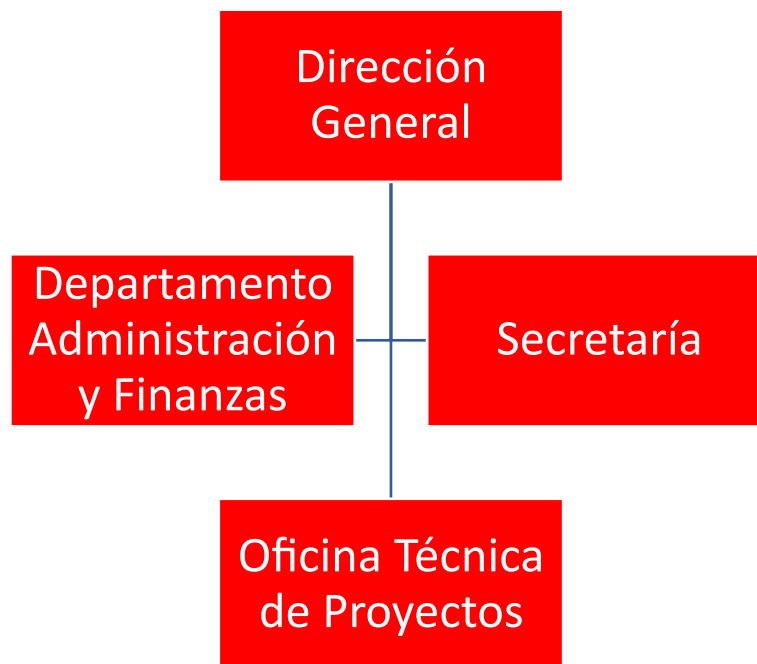 Dirección
General
Departamento
Administración
y Finanzas
Secretaría
Oficina Técnica
de Proyectos